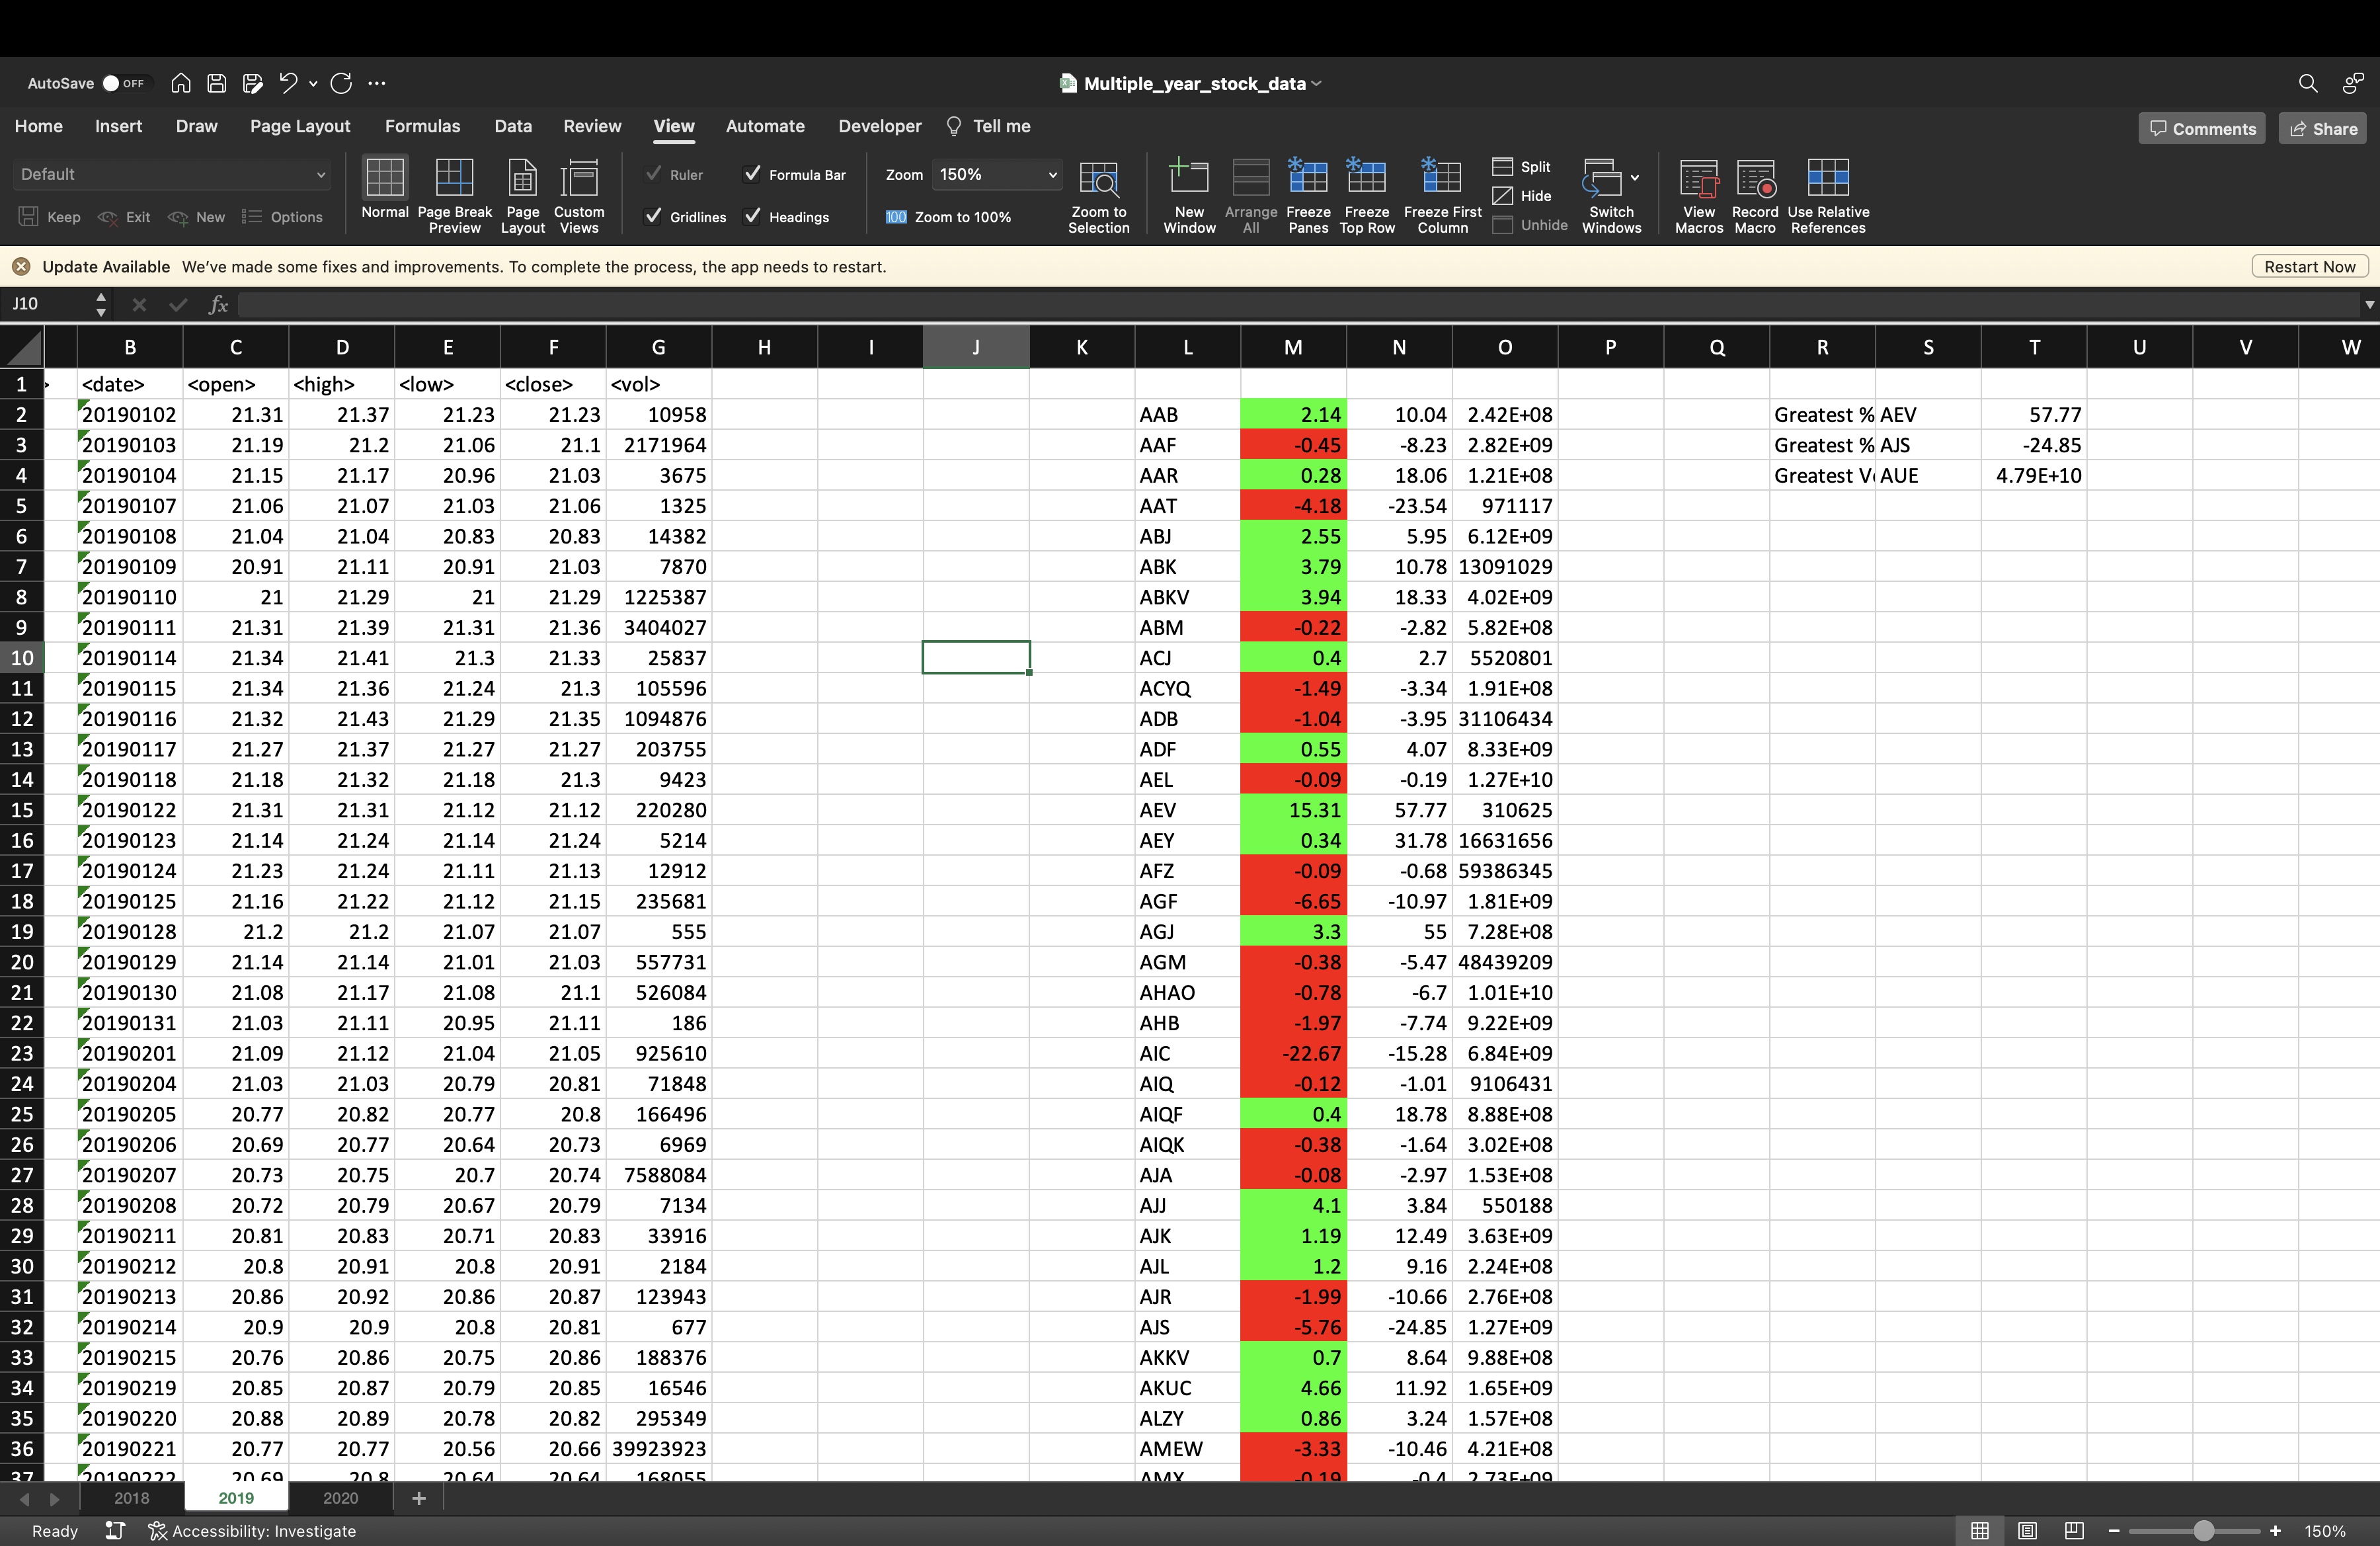 AutoSave OFF Multiple_year_stock_data
Home Insert Draw Page Layout Formulas Data Review View Automate Developer Tell me Comments Share
Default Normal Page Break Preview Page Layout Custom Views Ruler Formula Bar Zoom 150% Zoom to Selection New Window Arrange All Freeze Panes Freeze Top Row Freeze First Column Split Hide Unhide Switch Windows View Macros Record Macro Use Relative References
Keep Exit New Options Gridlines Headings 100 Zoom to 100%
Update Available We've made some fixes and improvements. To complete the process, the app needs to restart. Restart Now
J10 fx
B C D E F G H I J K L M N O P Q R S T U V W
1 > <date> <open> <high> <low> <close> <vol>
2 20190102 21.31 21.37 21.23 21.23 10958 AAB 2.14 10.04 2.42E+08 Greatest % AEV 57.77
3 20190103 21.19 21.2 21.06 21.1 2171964 AAF -0.45 -8.23 2.82E+09 Greatest % AJS -24.85
4 20190104 21.15 21.17 20.96 21.03 3675 AAR 0.28 18.06 1.21E+08 Greatest V AUE 4.79E+10
5 20190107 21.06 21.07 21.03 21.06 1325 AAT -4.18 -23.54 971117
6 20190108 21.04 21.04 20.83 20.83 14382 ABJ 2.55 5.95 6.12E+09
7 20190109 20.91 21.11 20.91 21.03 7870 ABK 3.79 10.78 13091029
8 20190110 21 21.29 21 21.29 1225387 ABKV 3.94 18.33 4.02E+09
9 20190111 21.31 21.39 21.31 21.36 3404027 ABM -0.22 -2.82 5.82E+08
10 20190114 21.34 21.41 21.3 21.33 25837 ACJ 0.4 2.7 5520801
11 20190115 21.34 21.36 21.24 21.3 105596 ACYQ -1.49 -3.34 1.91E+08
12 20190116 21.32 21.43 21.29 21.35 1094876 ADB -1.04 -3.95 31106434
13 20190117 21.27 21.37 21.27 21.27 203755 ADF 0.55 4.07 8.33E+09
14 20190118 21.18 21.32 21.18 21.3 9423 AEL -0.09 -0.19 1.27E+10
15 20190122 21.31 21.31 21.12 21.12 220280 AEV 15.31 57.77 310625
16 20190123 21.14 21.24 21.14 21.24 5214 AEY 0.34 31.78 16631656
17 20190124 21.23 21.24 21.11 21.13 12912 AFZ -0.09 -0.68 59386345
18 20190125 21.16 21.22 21.12 21.15 235681 AGF -6.65 -10.97 1.81E+09
19 20190128 21.2 21.2 21.07 21.07 555 AGJ 3.3 55 7.28E+08
20 20190129 21.14 21.14 21.01 21.03 557731 AGM -0.38 -5.47 48439209
21 20190130 21.08 21.17 21.08 21.1 526084 AHAO -0.78 -6.7 1.01E+10
22 20190131 21.03 21.11 20.95 21.11 186 AHB -1.97 -7.74 9.22E+09
23 20190201 21.09 21.12 21.04 21.05 925610 AIC -22.67 -15.28 6.84E+09
24 20190204 21.03 21.03 20.79 20.81 71848 AIQ -0.12 -1.01 9106431
25 20190205 20.77 20.82 20.77 20.8 166496 AIQF 0.4 18.78 8.88E+08
26 20190206 20.69 20.77 20.64 20.73 6969 AIQK -0.38 -1.64 3.02E+08
27 20190207 20.73 20.75 20.7 20.74 7588084 AJA -0.08 -2.97 1.53E+08
28 20190208 20.72 20.79 20.67 20.79 7134 AJJ 4.1 3.84 550188
29 20190211 20.81 20.83 20.71 20.83 33916 AJK 1.19 12.49 3.63E+09
30 20190212 20.8 20.91 20.8 20.91 2184 AJL 1.2 9.16 2.24E+08
31 20190213 20.86 20.92 20.86 20.87 123943 AJR -1.99 -10.66 2.76E+08
32 20190214 20.9 20.9 20.8 20.81 677 AJS -5.76 -24.85 1.27E+09
33 20190215 20.76 20.86 20.75 20.86 188376 AKKV 0.7 8.64 9.88E+08
34 20190219 20.85 20.87 20.79 20.85 16546 AKUC 4.66 11.92 1.65E+09
35 20190220 20.88 20.89 20.78 20.82 295349 ALZY 0.86 3.24 1.57E+08
36 20190221 20.77 20.77 20.56 20.66 39923923 AMEW -3.33 -10.46 4.21E+08
37 20190222 20.69 20.8 20.64 20.64 168055 AMX -0.19 -0.4 2.73E+09
2018 2019 2020 +
Ready Accessibility: Investigate 150%